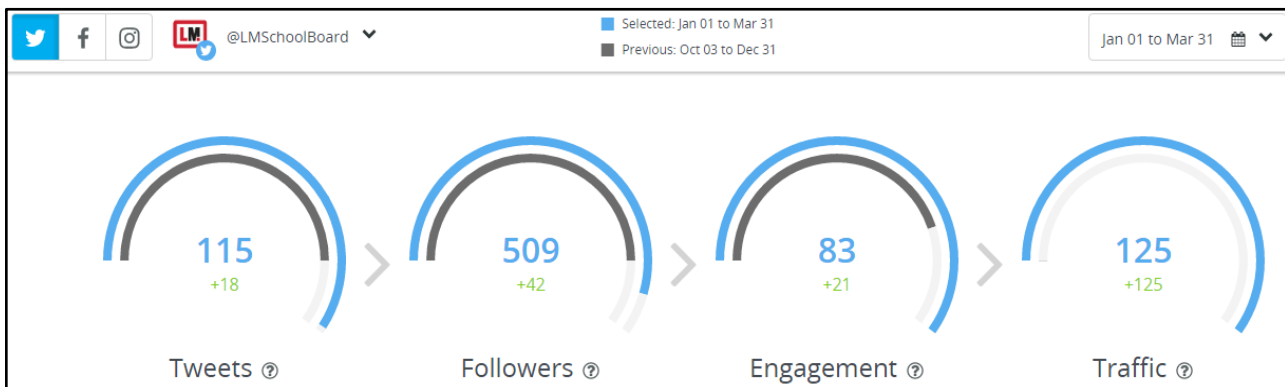 LM
@LMSchoolBoard
Selected: Jan 01 to Mar 31
Previous: Oct 03 to Dec 31
Jan 01 to Mar 31
115
+18
Tweets
509
+42
Followers
83
+21
Engagement
125
+125
Traffic